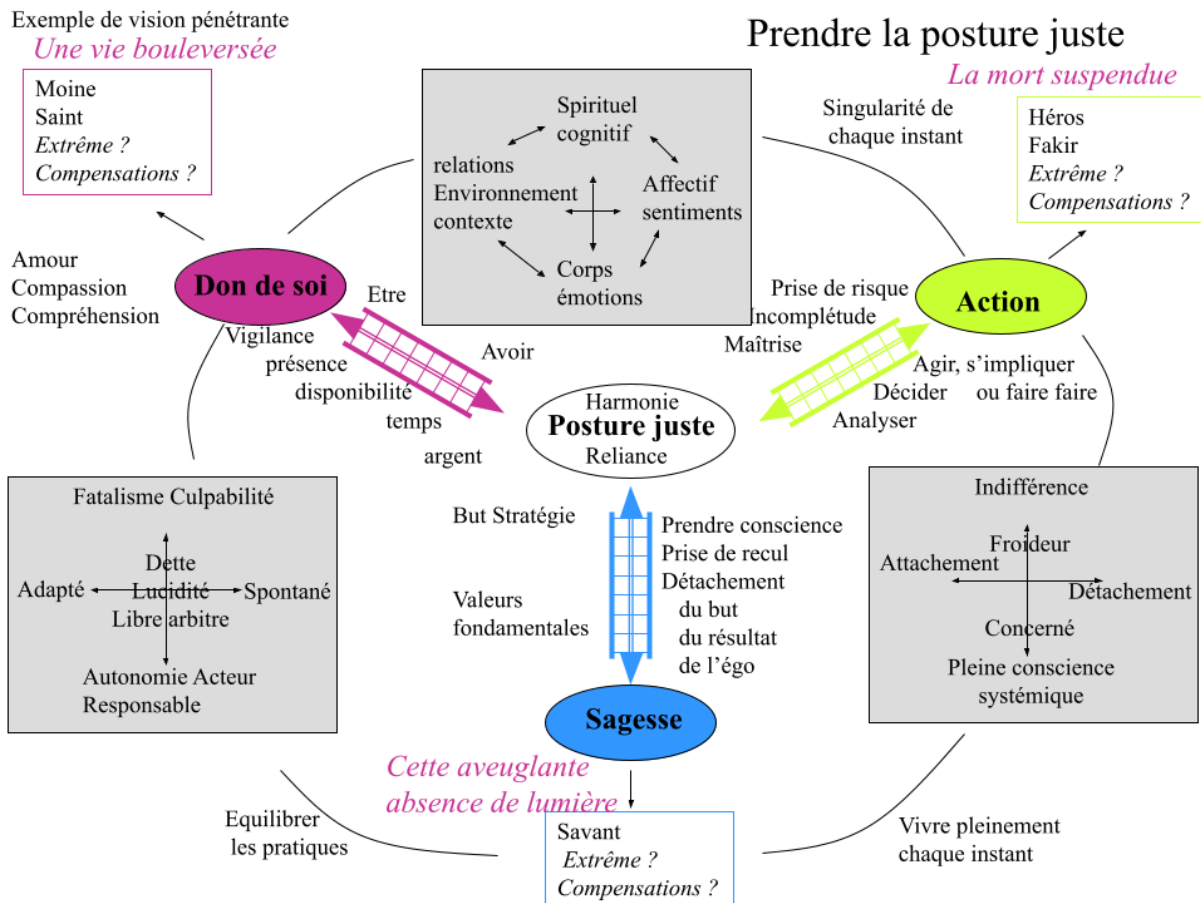 Exemple de vision pénétrante
Une vie bouleversée
Prendre la posture juste
La mort suspendue
Moine
Saint
Extrême ?
Compensations ?
Spirituel
cognitif
relations
Environnement
contexte
Affectif
sentiments
Corps
émotions
Singularité de
chaque instant
Héros
Fakir
Extrême ?
Compensations ?
Amour
Compassion
Compréhension
Don de soi
Etre
Avoir
Vigilance
présence
disponibilité
temps
argent
Prise de risque
Incomplétude
Maîtrise
Action
Agir, s’impliquer
ou faire faire
Décider
Analyser
Harmonie
Posture juste
Reliance
Fatalisme Culpabilité
Dette
Adapté
Lucidité
Spontané
Libre arbitre
Autonomie Acteur
Responsable
But Stratégie
Valeurs
fondamentales
Prendre conscience
Prise de recul
Détachement
du but
du résultat
de l’égo
Indifférence
Froideur
Attachement
Détachement
Concerné
Pleine conscience
systémique
Sagesse
Cette aveuglante
absence de lumière
Equilibrer
les pratiques
Savant
Extrême ?
Compensations ?
Vivre pleinement
chaque instant